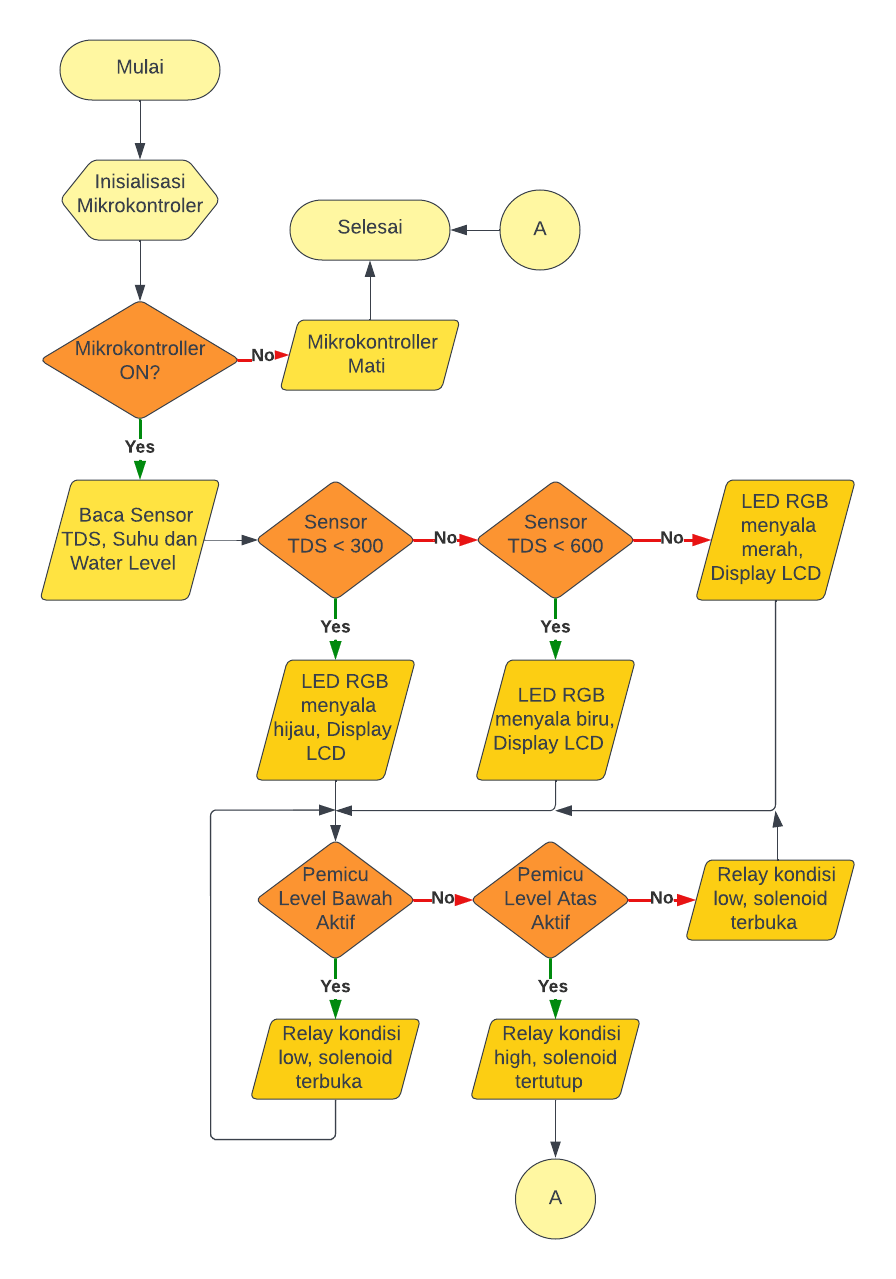 Mulai
Inisialisasi
Mikrokontroler
Selesai
A
Mikrokontroller
ON?
No
Mikrokontroller
Mati
Yes
Baca Sensor
TDS, Suhu dan
Water Level
Sensor
TDS < 300
No
Sensor
TDS < 600
No
LED RGB
menyala
merah,
Display LCD
Yes
Yes
LED RGB
menyala
hijau, Display
LCD
LED RGB
menyala biru,
Display LCD
Pemicu
Level Bawah
Aktif
No
Pemicu
Level Atas
Aktif
No
Relay kondisi
low, solenoid
terbuka
Yes
Yes
Relay kondisi
low, solenoid
terbuka
Relay kondisi
high, solenoid
tertutup
A